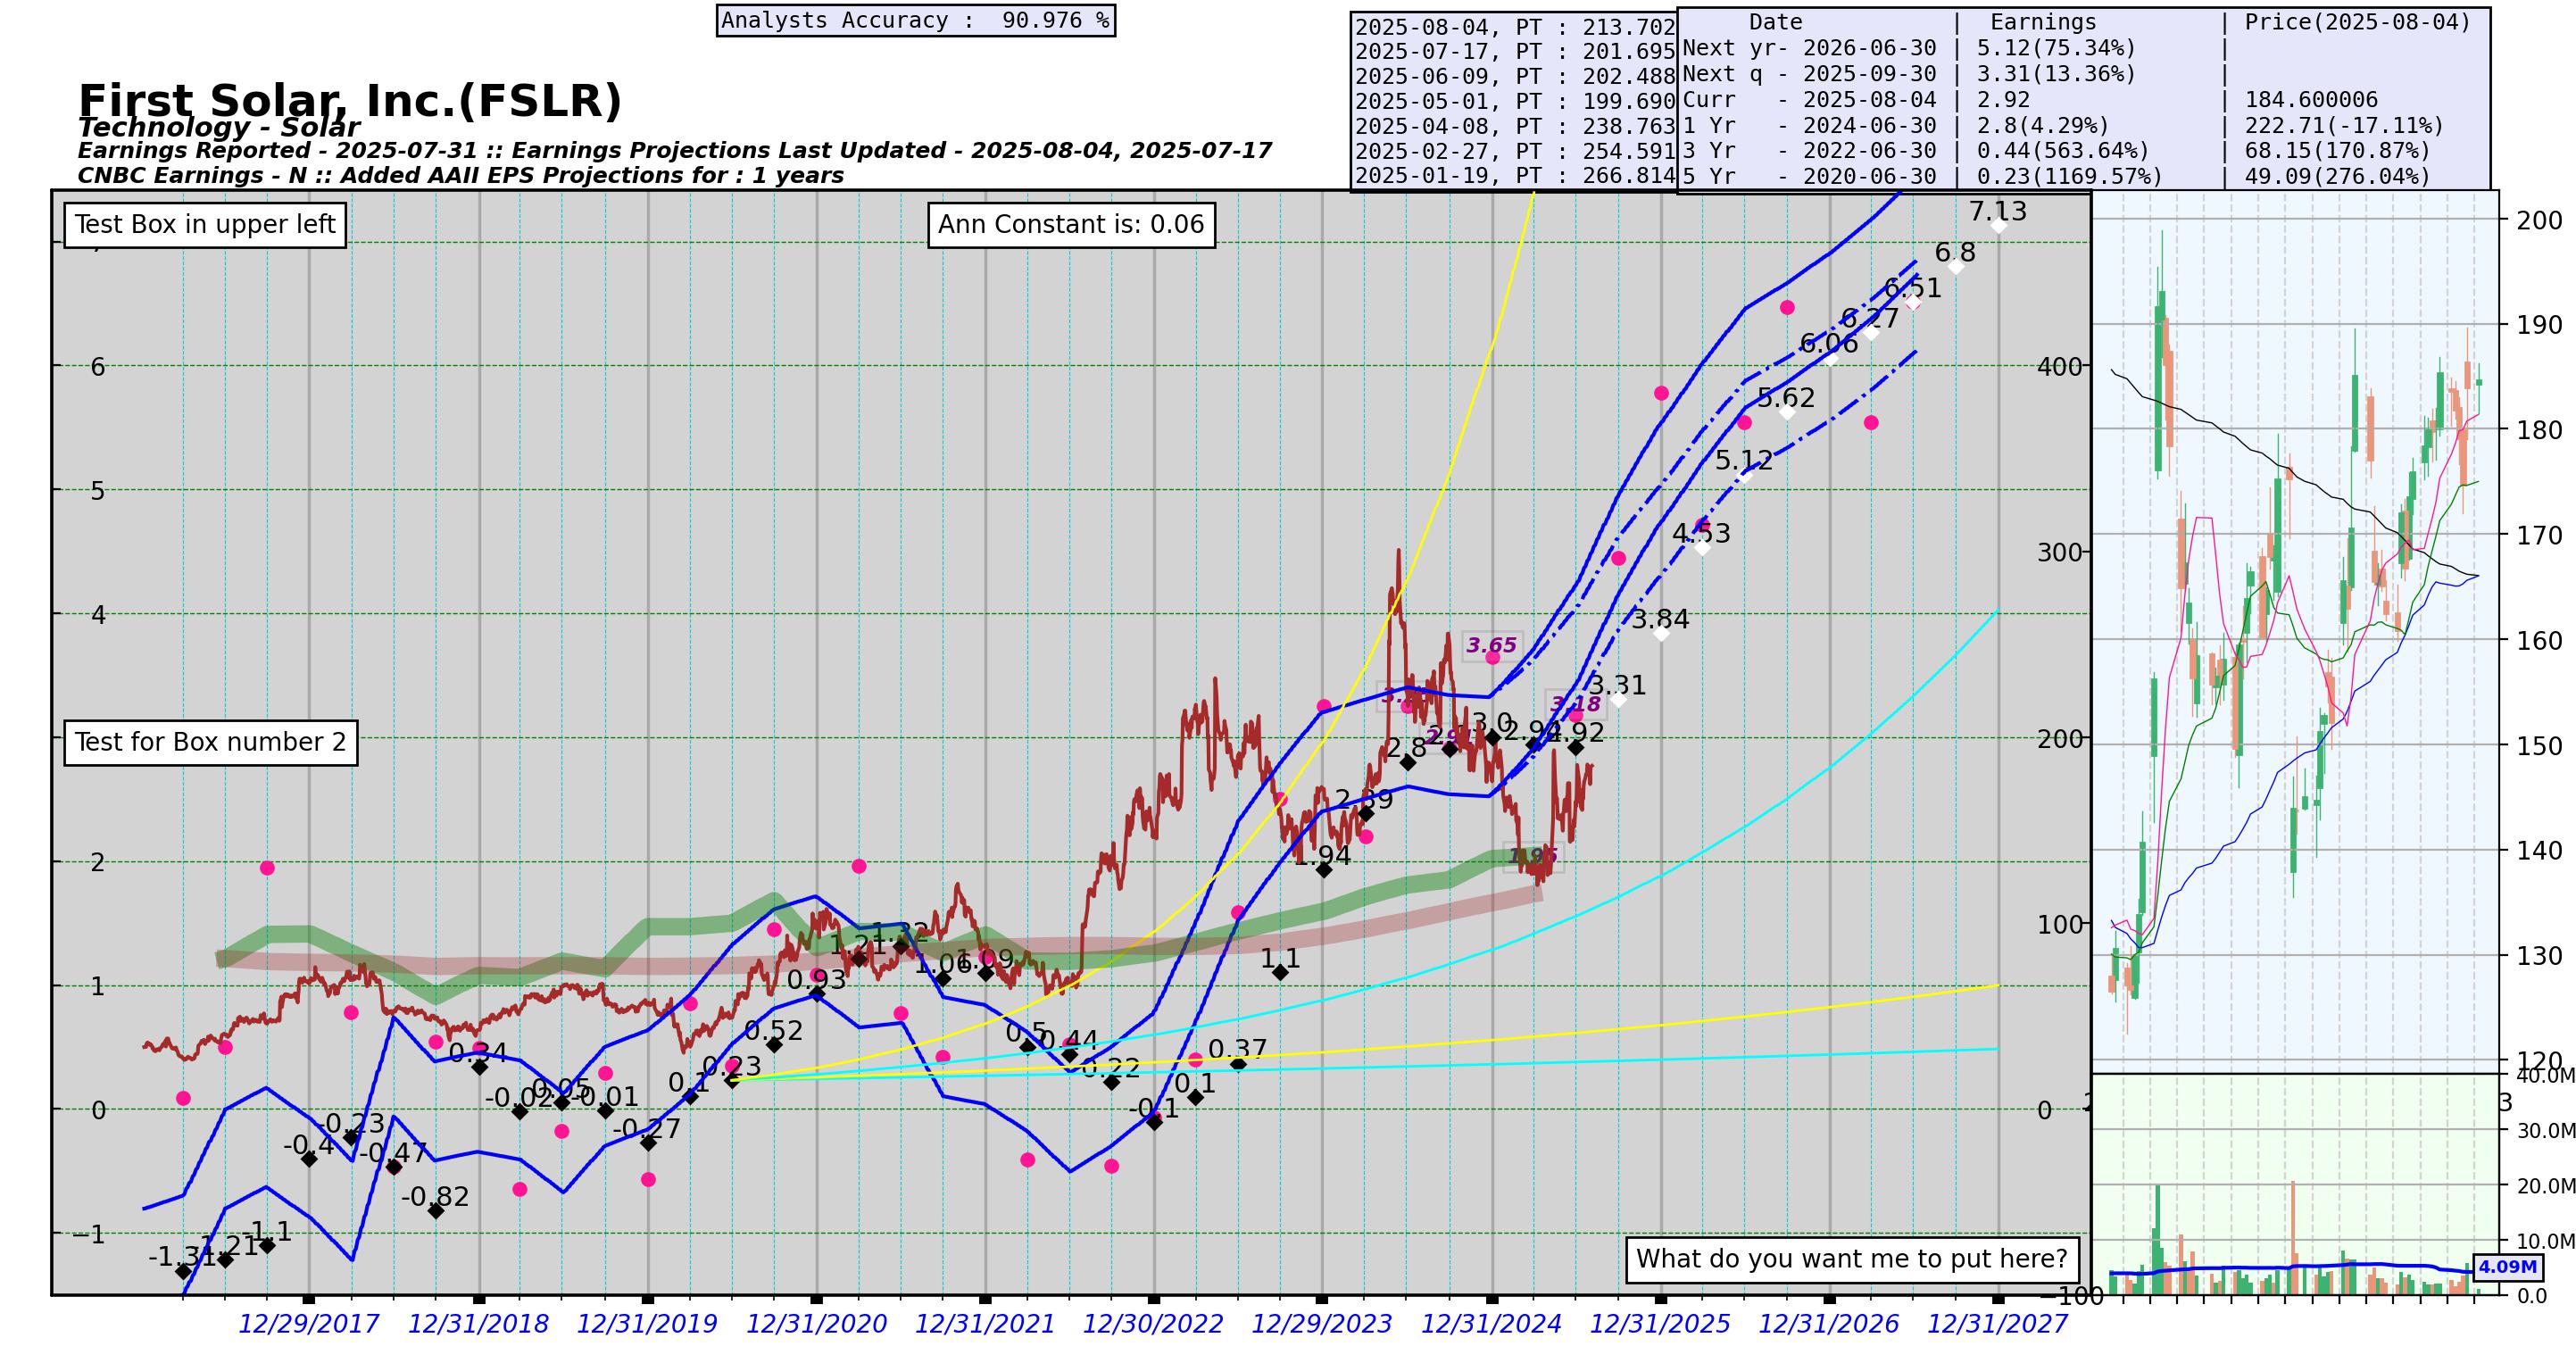 Analysts Accuracy :  90.976 %
2025-08-04, PT : 213.702
2025-07-17, PT : 201.695
2025-06-09, PT : 202.488
2025-05-01, PT : 199.690
2025-04-08, PT : 238.763
2025-02-27, PT : 254.591
2025-01-19, PT : 266.814
Date | Earnings | Price(2025-08-04)
Next yr- 2026-06-30 | 5.12(75.34%) |
Next q - 2025-09-30 | 3.31(13.36%) |
Curr - 2025-08-04 | 2.92 | 184.600006
1 Yr - 2024-06-30 | 2.8(4.29%) | 222.71(-17.11%)
3 Yr - 2022-06-30 | 0.44(563.64%) | 68.15(170.87%)
5 Yr - 2020-06-30 | 0.23(1169.57%) | 49.09(276.04%)
First Solar, Inc.(FSLR)
Technology - Solar
Earnings Reported - 2025-07-31 :: Earnings Projections Last Updated - 2025-08-04, 2025-07-17
CNBC Earnings - N :: Added AAII EPS Projections for : 1 years
Test Box in upper left
Ann Constant is: 0.06
Test for Box number 2
What do you want me to put here?
6
5
4
2
1
0
−1
-1.31
-1.21
-1.1
-0.4
-0.23
-0.47
-0.82
0.34
-0.02
0.05
-0.01
-0.27
0.1
0.23
0.52
0.93
1.21
1.32
1.06
1.09
0.5
0.44
0.22
-0.1
0.1
0.37
1.1
1.94
2.39
2.8
3.0
2.94
2.92
3.65
3.18
1.95
3.31
3.84
4.53
5.12
5.62
6.06
6.27
6.51
6.8
7.13
400
300
200
100
0
−100
200
190
180
170
160
150
140
130
120
40.0M
30.0M
20.0M
10.0M
4.09M
0.0
12/29/2017
12/31/2018
12/31/2019
12/31/2020
12/31/2021
12/30/2022
12/29/2023
12/31/2024
12/31/2025
12/31/2026
12/31/2027